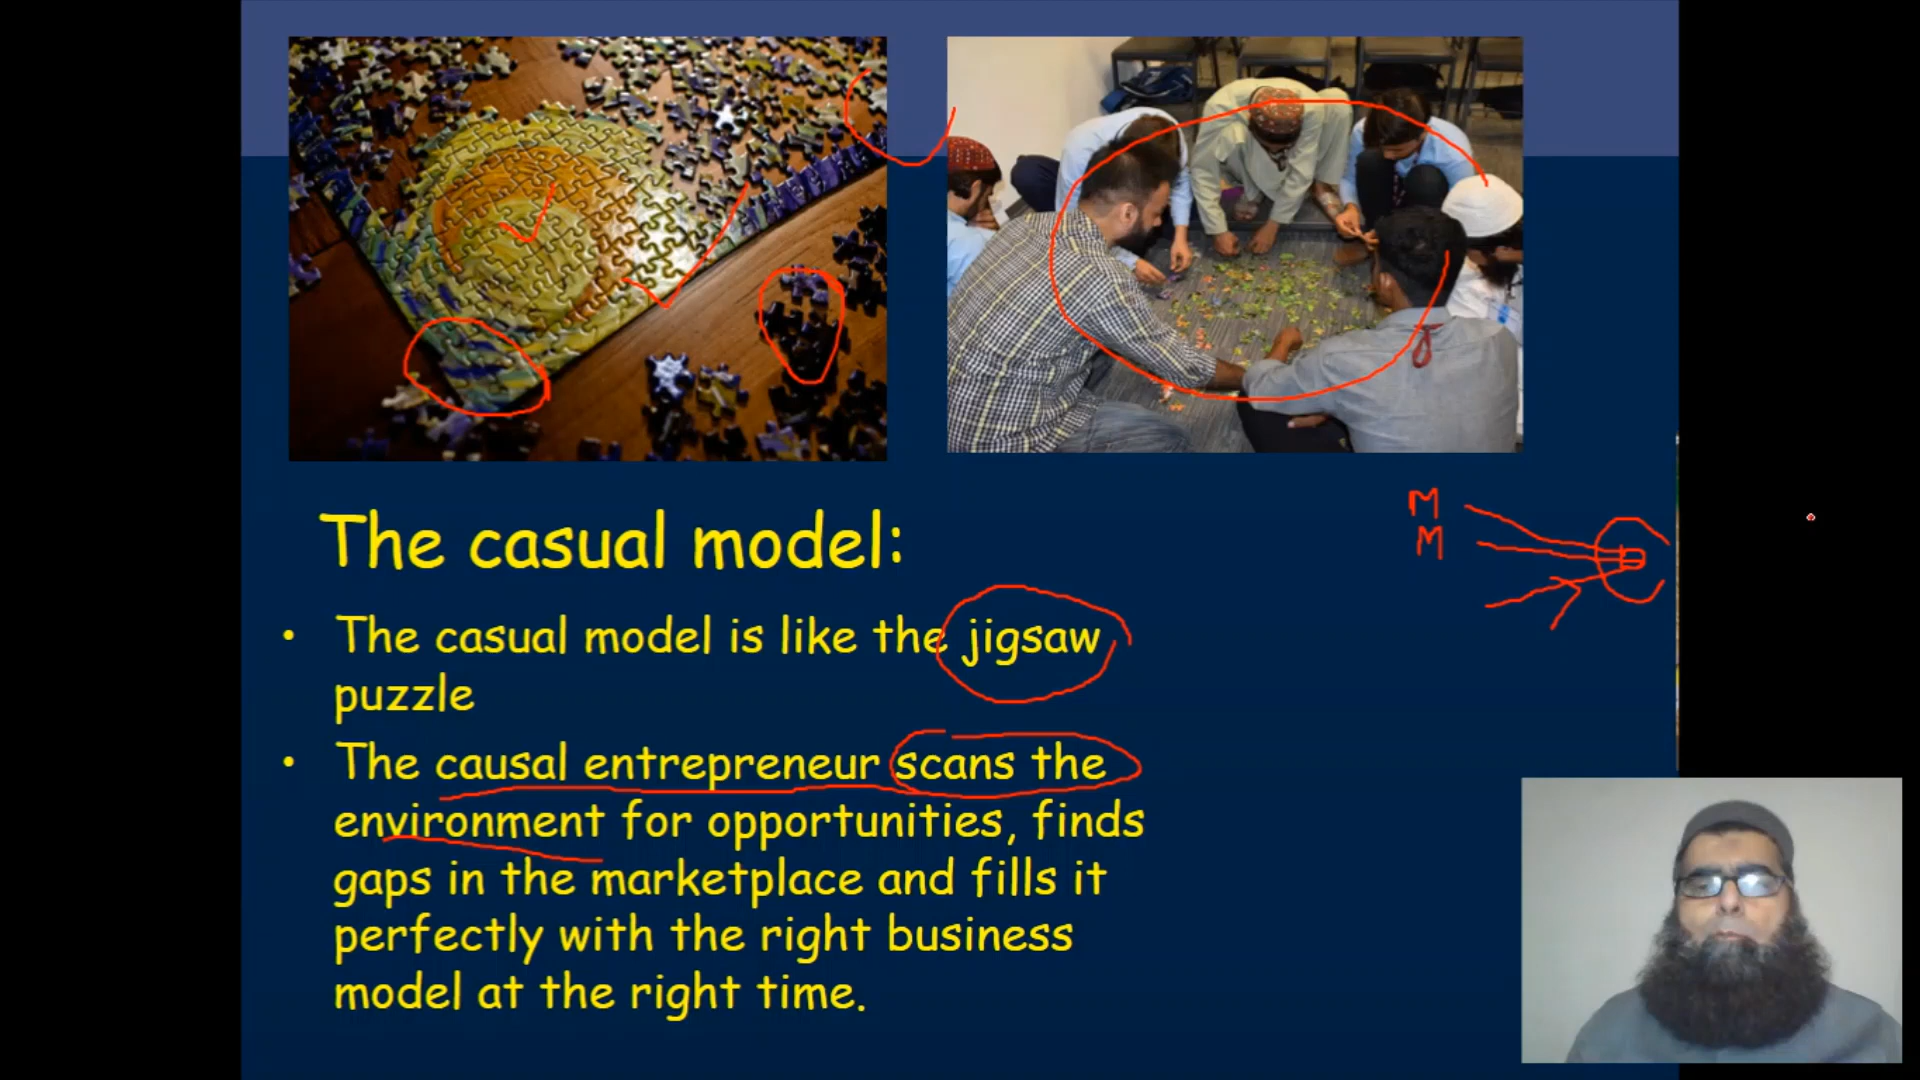 The casual model:
M
M
• The casual model is like the jigsaw
puzzle
• The causal entrepreneur scans the
environment for opportunities, finds
gaps in the marketplace and fills it
perfectly with the right business
model at the right time.